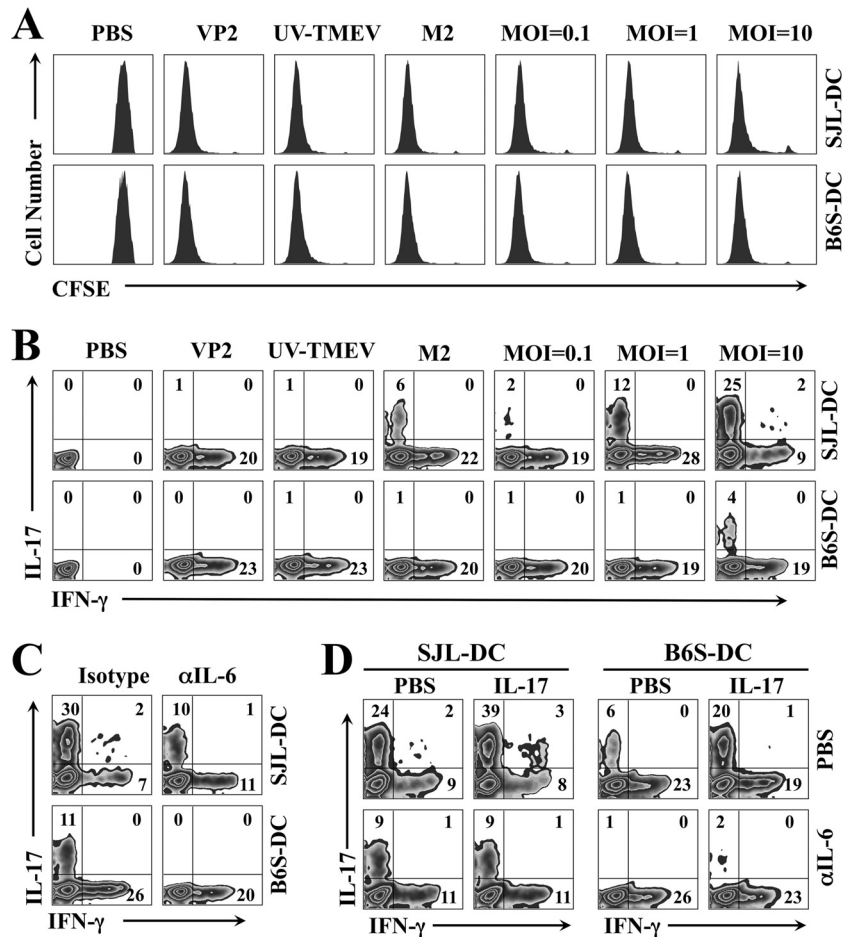 A
PBS VP2 UV-TMEV M2 MOI=0.1 MOI=1 MOI=10
Cell Number
SJL-DC
B6S-DC
CFSE
B
PBS VP2 UV-TMEV M2 MOI=0.1 MOI=1 MOI=10
0 0 1 0 1 0 6 0 2 0 12 0 25 2
0 20 19 22 19 28 9
SJL-DC
0 0 0 0 1 0 1 0 1 0 1 0 4 0
0 23 23 20 20 19 19
B6S-DC
IL-17
IFN-γ
C
Isotype αIL-6
30 2 10 1
7 11
SJL-DC
11 0 0 0
26 20
B6S-DC
IL-17
IFN-γ
D
SJL-DC B6S-DC
PBS IL-17 PBS IL-17
24 2 39 3 6 0 20 1
9 8 23 19
PBS
9 1 9 1 1 0 2 0
11 11 26 23
αIL-6
IL-17
IFN-γ IFN-γ